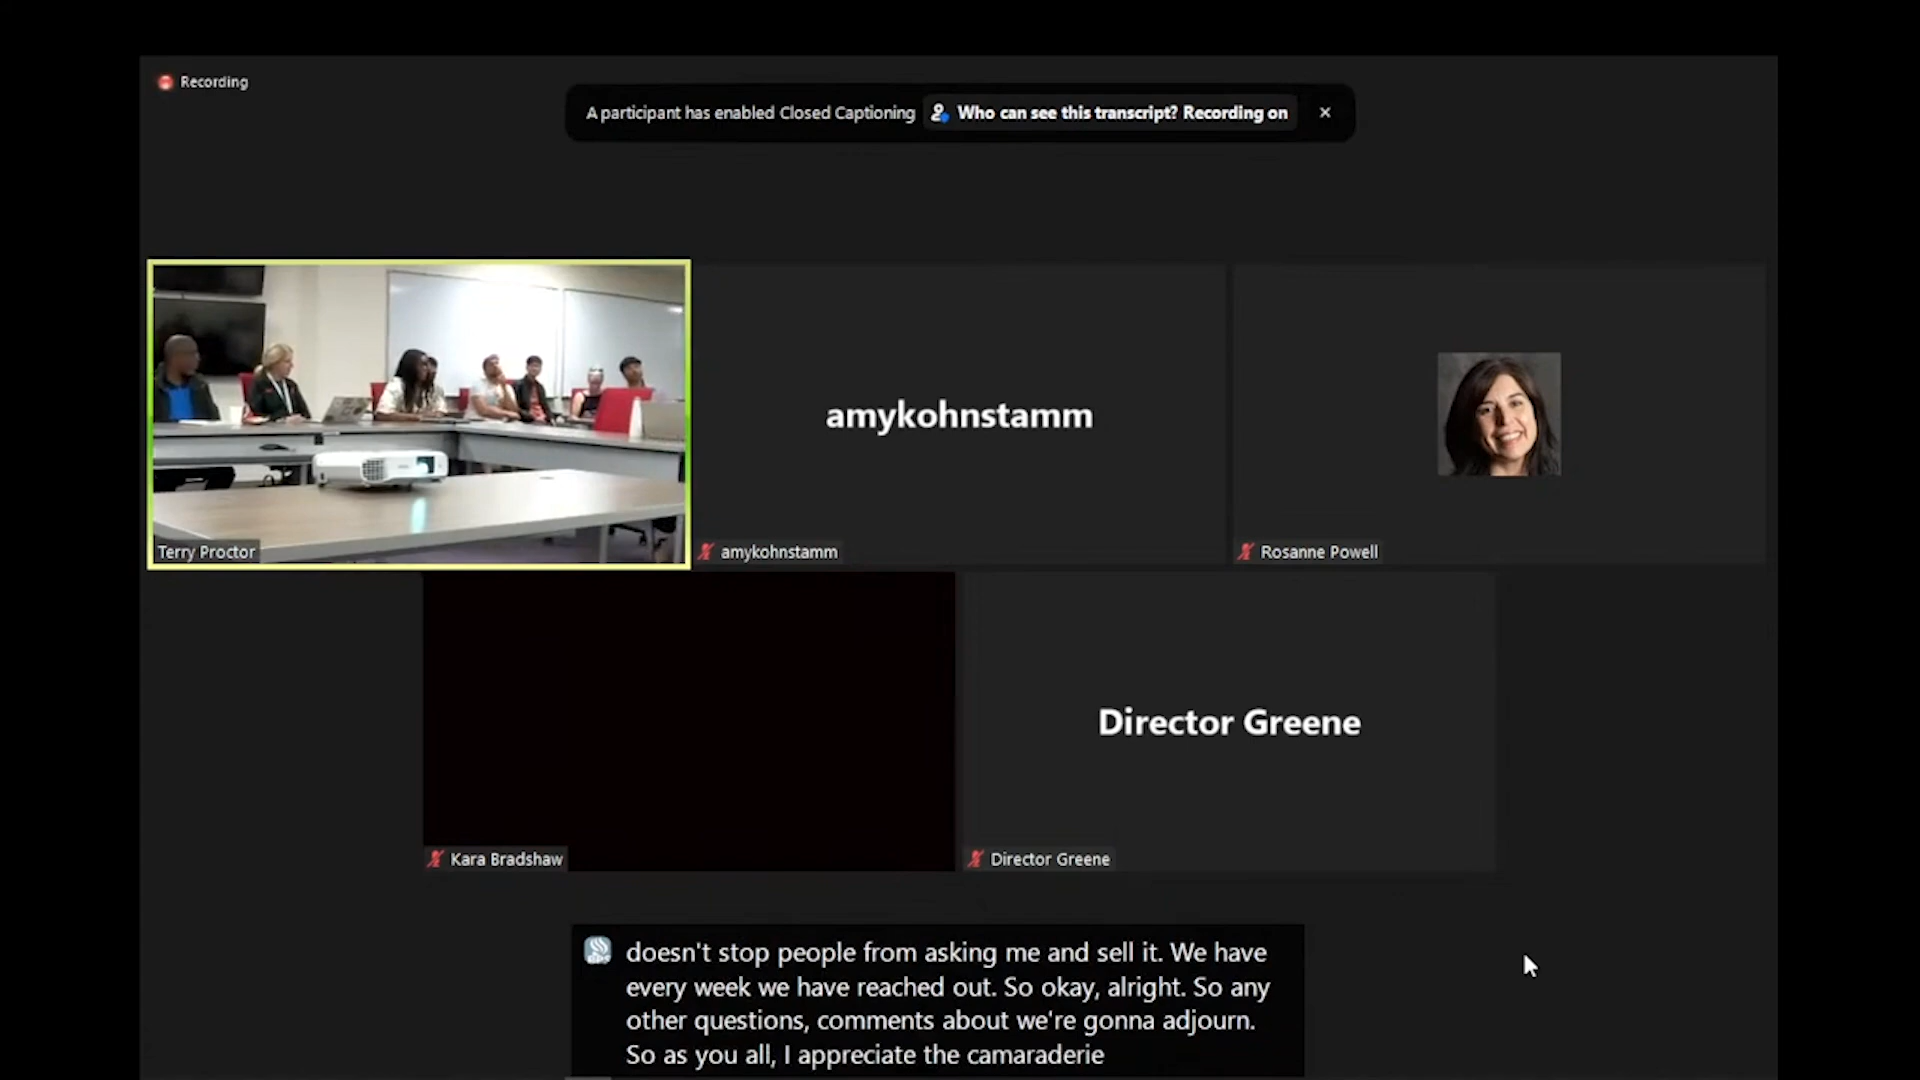 Recording
A participant has enabled Closed Captioning Who can see this transcript? Recording on
amykohnstamm
Terry Proctor
amykohnstamm
Rosanne Powell
Director Greene
Kara Bradshaw
Director Greene
doesn't stop people from asking me and sell it. We have
every week we have reached out. So okay, alright. So any
other questions, comments about we're gonna adjourn.
So as you all, I appreciate the camaraderie